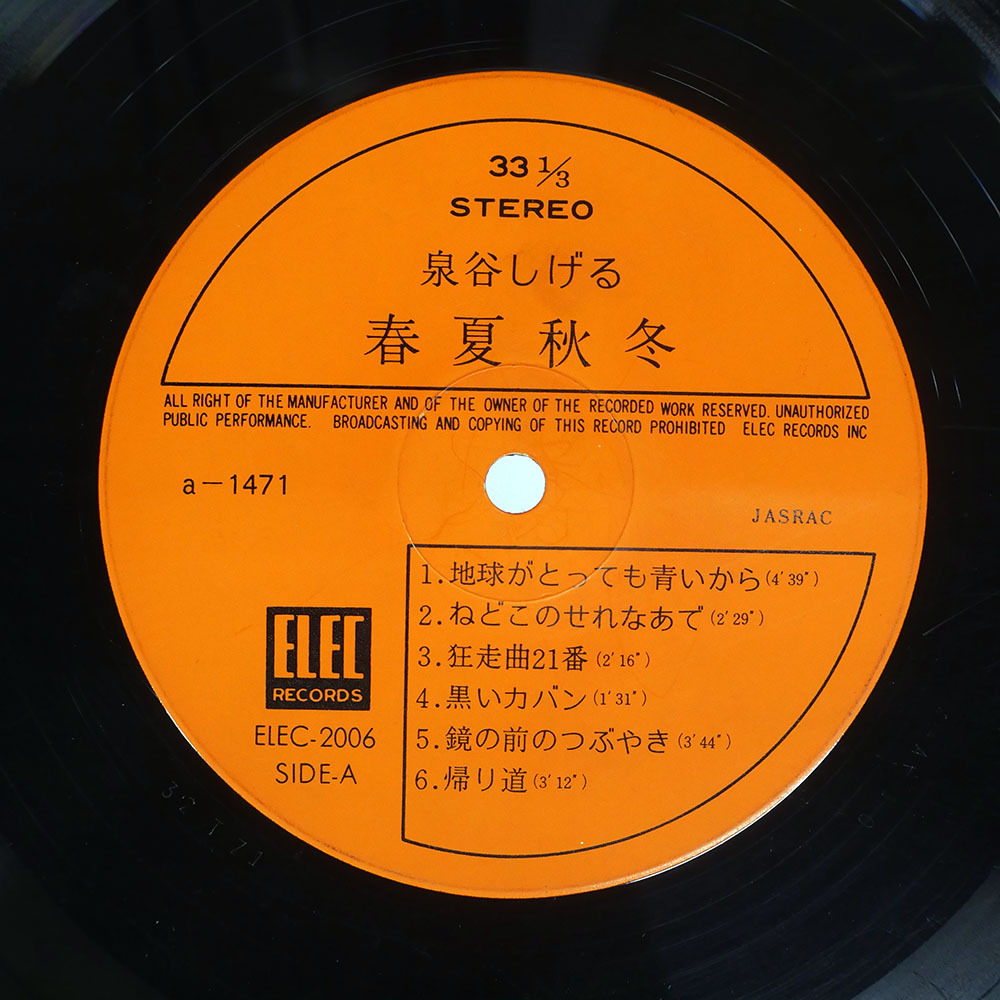 33 1/3
STEREO
泉谷しげる
春夏秋冬
ALL RIGHT OF THE MANUFACTURER AND OF THE OWNER OF THE RECORDED WORK RESERVED. UNAUTHORIZED
PUBLIC PERFORMANCE. BROADCASTING AND COPYING OF THIS RECORD PROHIBITED ELEC RECORDS INC
a-1471
JASRAC
1.地球がとっても青いから(4'39")
2.ねどこのせれなあで(2'29")
3.狂走曲21番(2'16")
4.黒いカバン(1'31")
5.鏡の前のつぶやき(3'44")
6.帰り道(3'12")
ELEC
RECORDS
ELEC-2006
SIDE-A